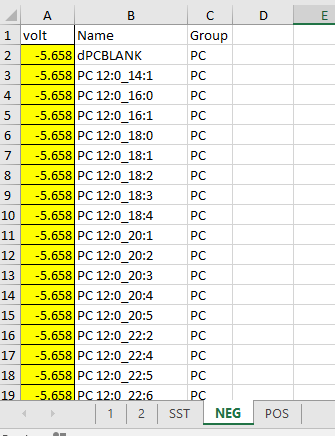 A B C D E
1 volt Name Group
2 -5.658 dPCBLANK PC
3 -5.658 PC 12:0_14:1 PC
4 -5.658 PC 12:0_16:0 PC
5 -5.658 PC 12:0_16:1 PC
6 -5.658 PC 12:0_18:0 PC
7 -5.658 PC 12:0_18:1 PC
8 -5.658 PC 12:0_18:2 PC
9 -5.658 PC 12:0_18:3 PC
10 -5.658 PC 12:0_18:4 PC
11 -5.658 PC 12:0_20:1 PC
12 -5.658 PC 12:0_20:2 PC
13 -5.658 PC 12:0_20:3 PC
14 -5.658 PC 12:0_20:4 PC
15 -5.658 PC 12:0_20:5 PC
16 -5.658 PC 12:0_22:2 PC
17 -5.658 PC 12:0_22:4 PC
18 -5.658 PC 12:0_22:5 PC
19 -5.658 PC 12:0_22:6 PC
1 2 SST NEG POS